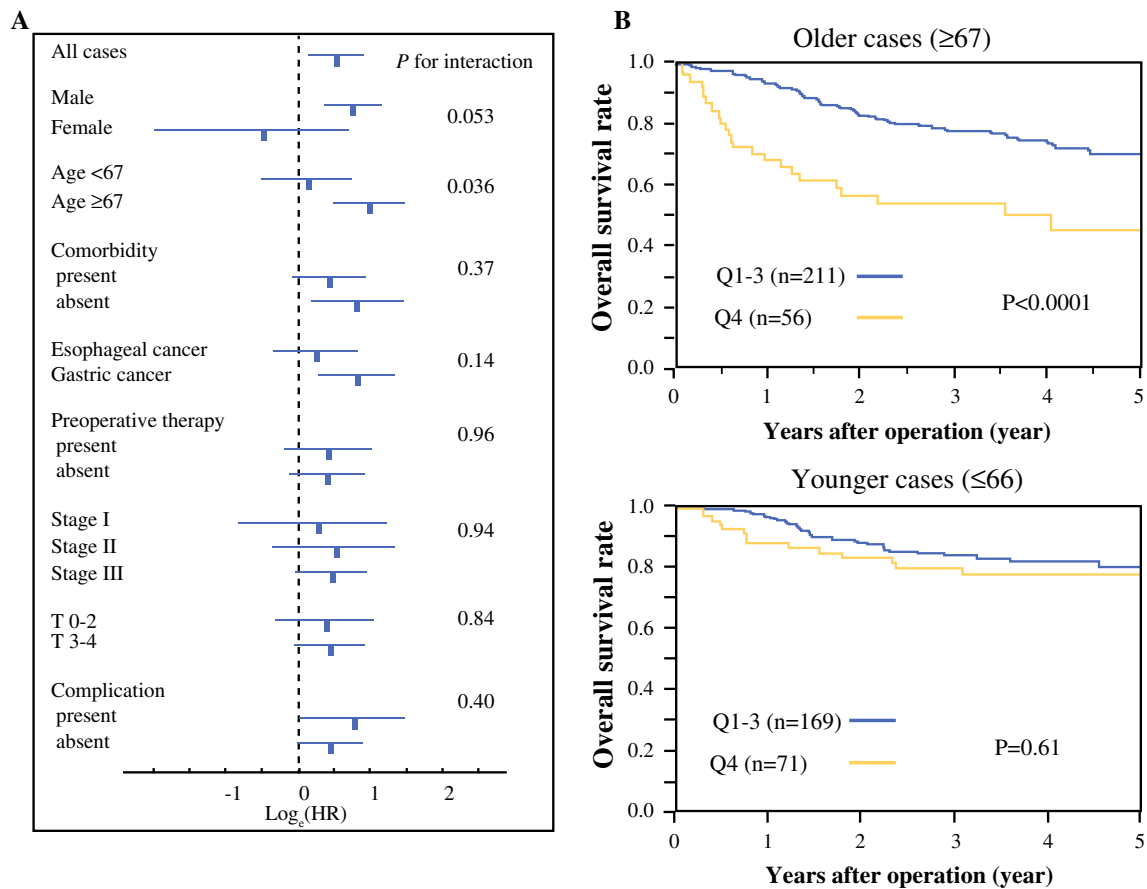 A
All cases
P for interaction
Male
0.053
Female
Age <67
0.036
Age ≥67
Comorbidity
present
0.37
absent
Esophageal cancer
0.14
Gastric cancer
Preoperative therapy
present
0.96
absent
Stage I
0.94
Stage II
Stage III
T 0-2
0.84
T 3-4
Complication
present
0.40
absent
-1 0 1 2
Logₑ(HR)
B
Older cases (≥67)
Overall survival rate
1.0
0.8
0.6
0.4
0.2
0.0
Q1-3 (n=211)
Q4 (n=56)
P<0.0001
0 1 2 3 4 5
Years after operation (year)
Younger cases (≤66)
Overall survival rate
1.0
0.8
0.6
0.4
0.2
0.0
Q1-3 (n=169)
Q4 (n=71)
P=0.61
0 1 2 3 4 5
Years after operation (year)